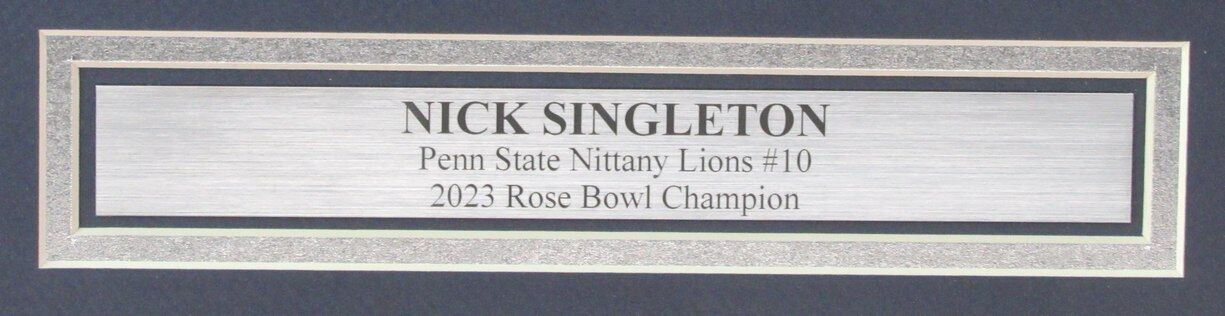 NICK SINGLETON
Penn State Nittany Lions #10
2023 Rose Bowl Champion